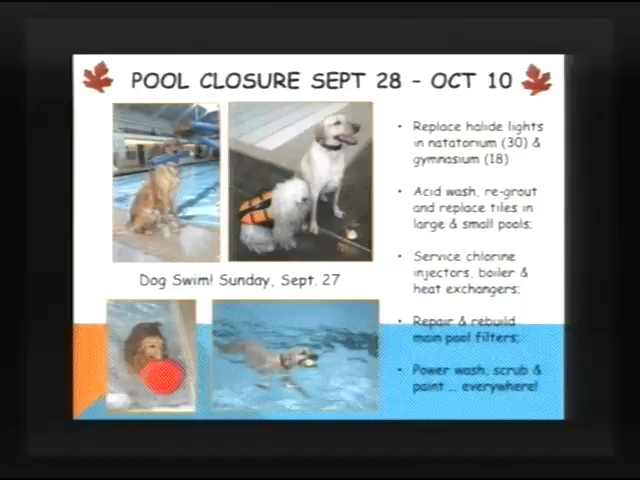 POOL CLOSURE SEPT 28 - OCT 10
• Replace halide lights
in natatorium (30) &
gymnasium (18)
• Acid wash, re-grout
and replace tiles in
large & small pools;
• Service chlorine
injectors, boiler &
heat exchangers;
• Repair & rebuild
main pool filters;
• Power wash, scrub &
paint ... everywhere!
Dog Swim! Sunday, Sept. 27